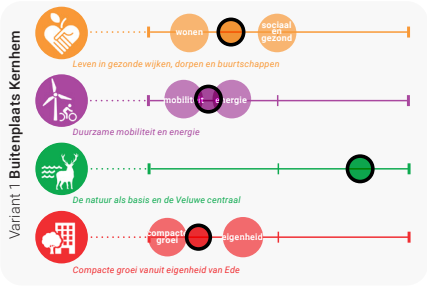 Variant 1 Buitenplaats Kernhem
wonen
sociaal
en
gezond
Leven in gezonde wijken, dorpen en buurtschappen
mobiliteit
energie
Duurzame mobiliteit en energie
De natuur als basis en de Veluwe centraal
compacte
groei
eigenheid
Compacte groei vanuit eigenheid van Ede